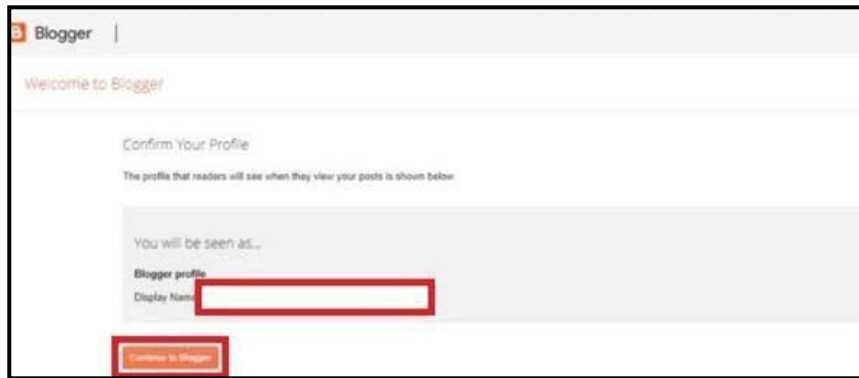 Blogger |
Welcome to Blogger
Confirm Your Profile
The profile that readers will see when they view your posts is shown below
You will be seen as...
Blogger profile
Display Name
Continue to Blogger